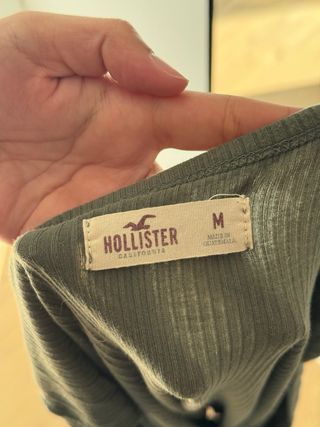 HOLLISTER
CALIFORNIA
M
MADE IN
GUATEMALA